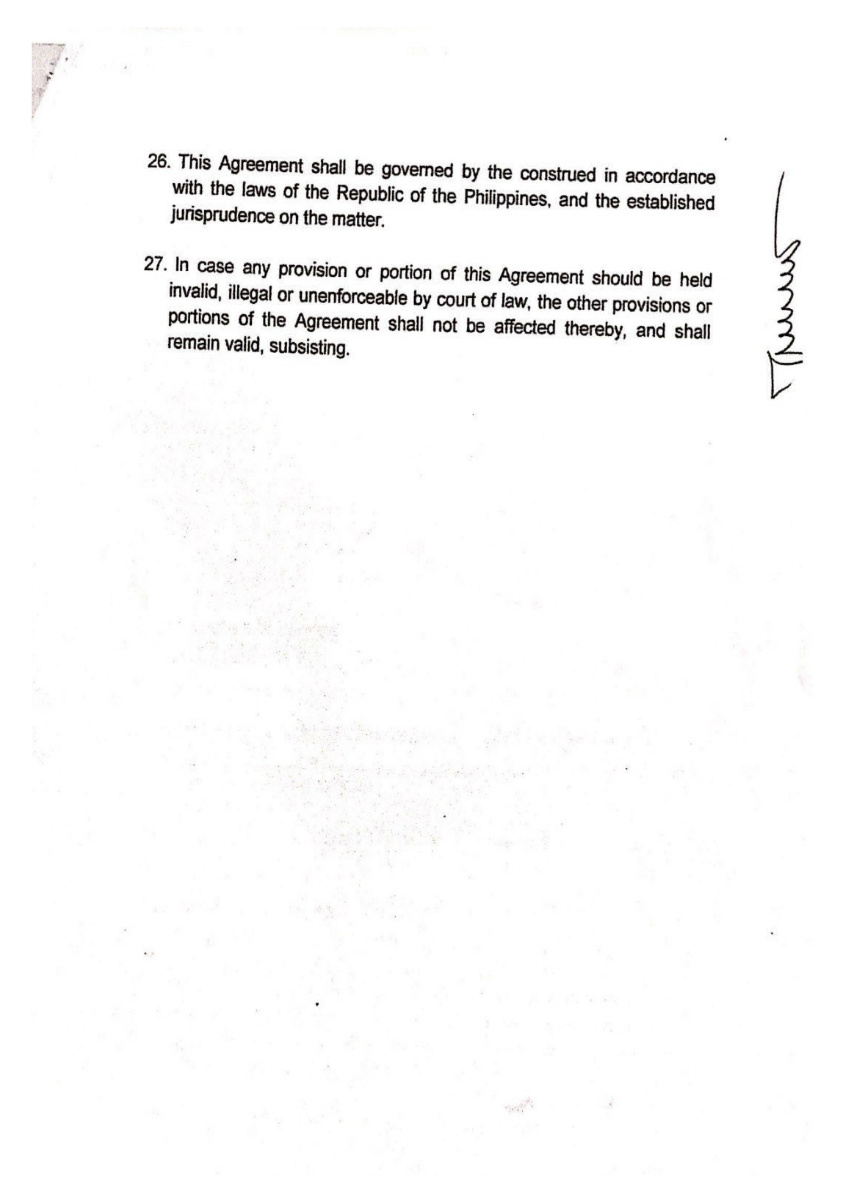 26. This Agreement shall be governed by the construed in accordance
with the laws of the Republic of the Philippines, and the established
jurisprudence on the matter.
27. In case any provision or portion of this Agreement should be held
invalid, illegal or unenforceable by court of law, the other provisions or
portions of the Agreement shall not be affected thereby, and shall
remain valid, subsisting.